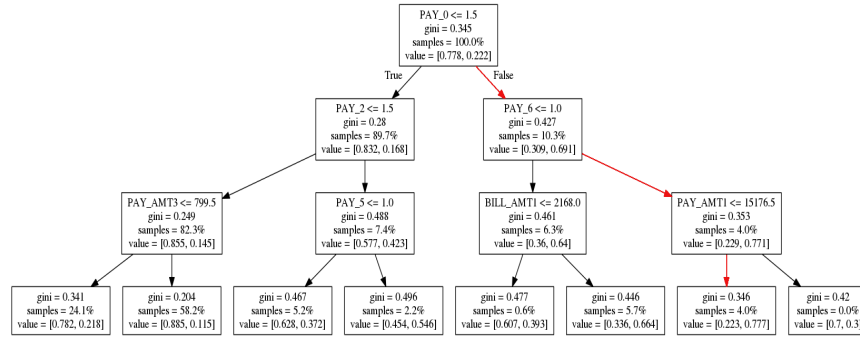 PAY_0 <= 1.5
gini = 0.345
samples = 100.0%
value = [0.778, 0.222]
True
False
PAY_2 <= 1.5
gini = 0.28
samples = 89.7%
value = [0.832, 0.168]
PAY_6 <= 1.0
gini = 0.427
samples = 10.3%
value = [0.309, 0.691]
PAY_AMT3 <= 799.5
gini = 0.249
samples = 82.3%
value = [0.855, 0.145]
PAY_5 <= 1.0
gini = 0.488
samples = 7.4%
value = [0.577, 0.423]
BILL_AMT1 <= 2168.0
gini = 0.461
samples = 6.3%
value = [0.36, 0.64]
PAY_AMT1 <= 15176.5
gini = 0.353
samples = 4.0%
value = [0.229, 0.771]
gini = 0.341
samples = 24.1%
value = [0.782, 0.218]
gini = 0.204
samples = 58.2%
value = [0.885, 0.115]
gini = 0.467
samples = 5.2%
value = [0.628, 0.372]
gini = 0.496
samples = 2.2%
value = [0.454, 0.546]
gini = 0.477
samples = 0.6%
value = [0.607, 0.393]
gini = 0.446
samples = 5.7%
value = [0.336, 0.664]
gini = 0.346
samples = 4.0%
value = [0.223, 0.777]
gini = 0.42
samples = 0.0%
value = [0.7, 0.3]